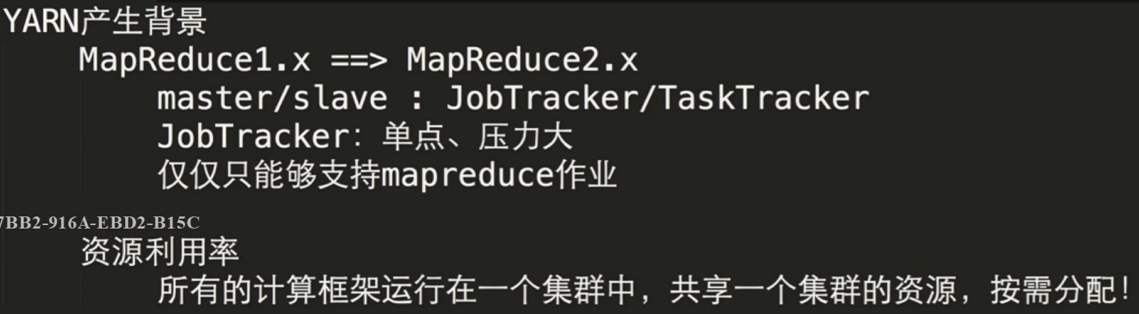 YARN产生背景
MapReduce1.x ==> MapReduce2.x
master/slave : JobTracker/TaskTracker
JobTracker：单点、压力大
仅仅只能够支持mapreduce作业
7BB2-916A-EBD2-B15C
资源利用率
所有的计算框架运行在一个集群中，共享一个集群的资源，按需分配！